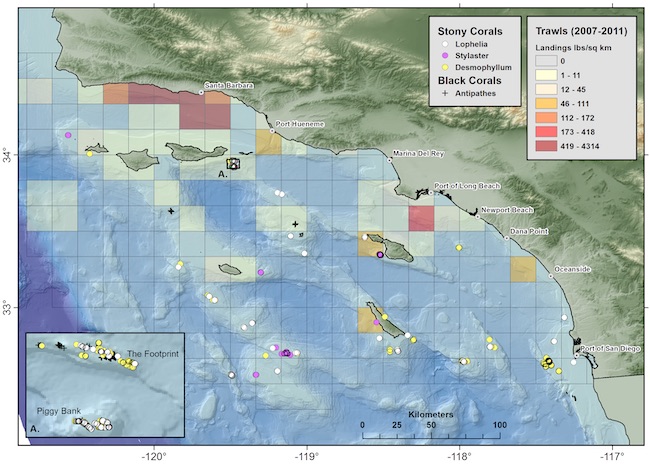 Stony Corals
Lophelia
Stylaster
Desmophyllum
Black Corals
Antipathes
Trawls (2007-2011)
Landings lbs/sq km
0
1 - 11
12 - 45
46 - 111
112 - 172
173 - 418
419 - 4314
Santa Barbara
Port Hueneme
Marina Del Rey
34°
A.
Port of Long Beach
Newport Beach
Dana Point
Oceanside
33°
Port of San Diego
The Footprint
Piggy Bank
A.
Kilometers
0 25 50 100
-120° -119° -118° -117°